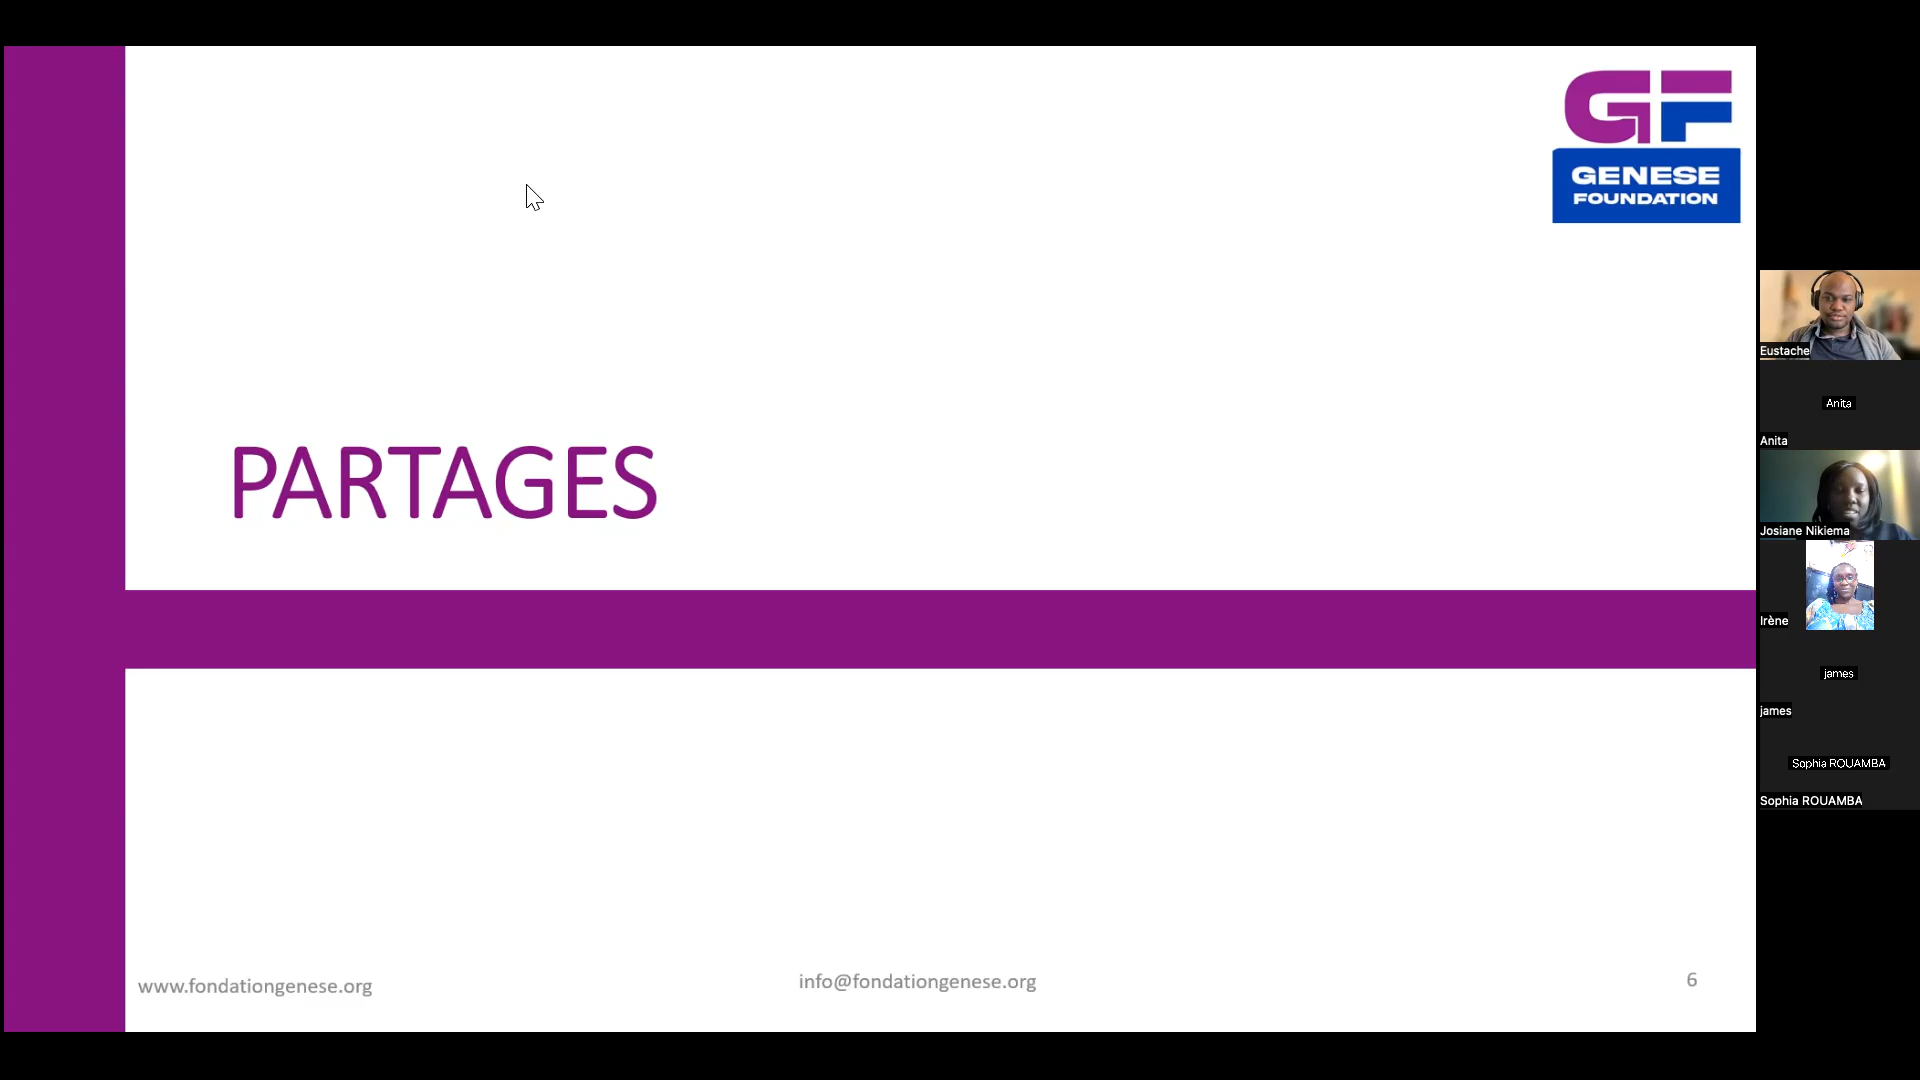 GF
GENESE
FOUNDATION
PARTAGES
www.fondationgenese.org
info@fondationgenese.org
6
Eustache
Anita
Anita
Josiane Nikiema
Irène
james
james
Sophia ROUAMBA
Sophia ROUAMBA